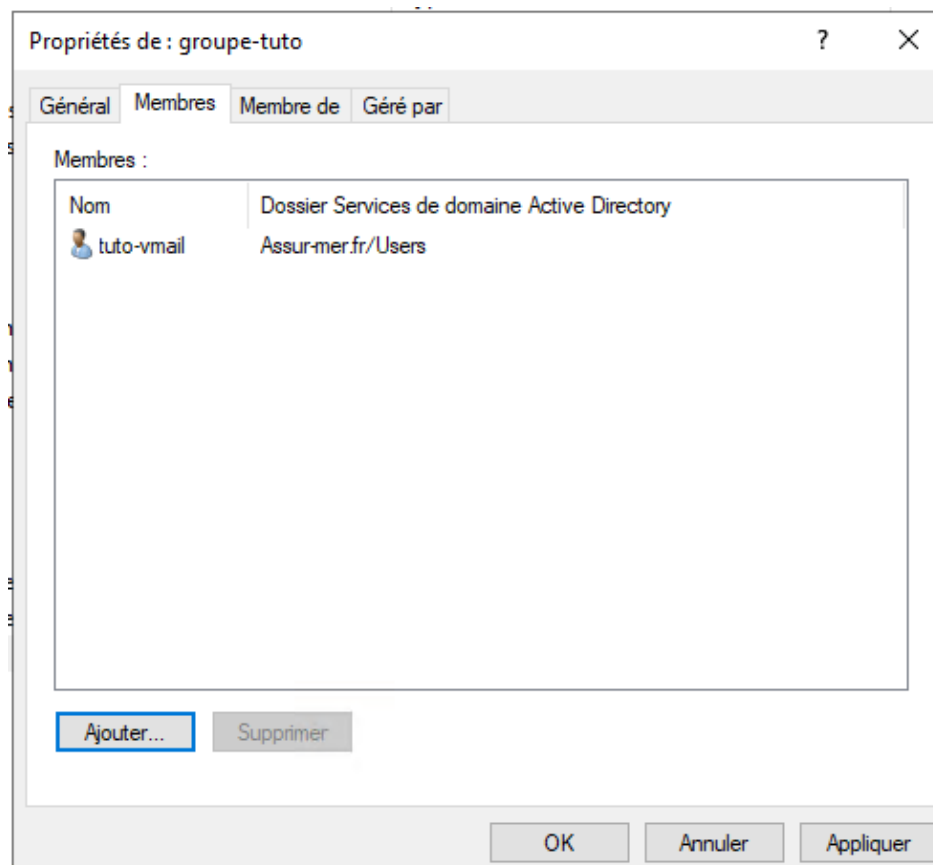 Propriétés de : groupe-tuto ? ×
Général Membres Membre de Géré par
Membres :
Nom Dossier Services de domaine Active Directory
tuto-vmail Assur-mer.fr/Users
Ajouter... Supprimer
OK Annuler Appliquer